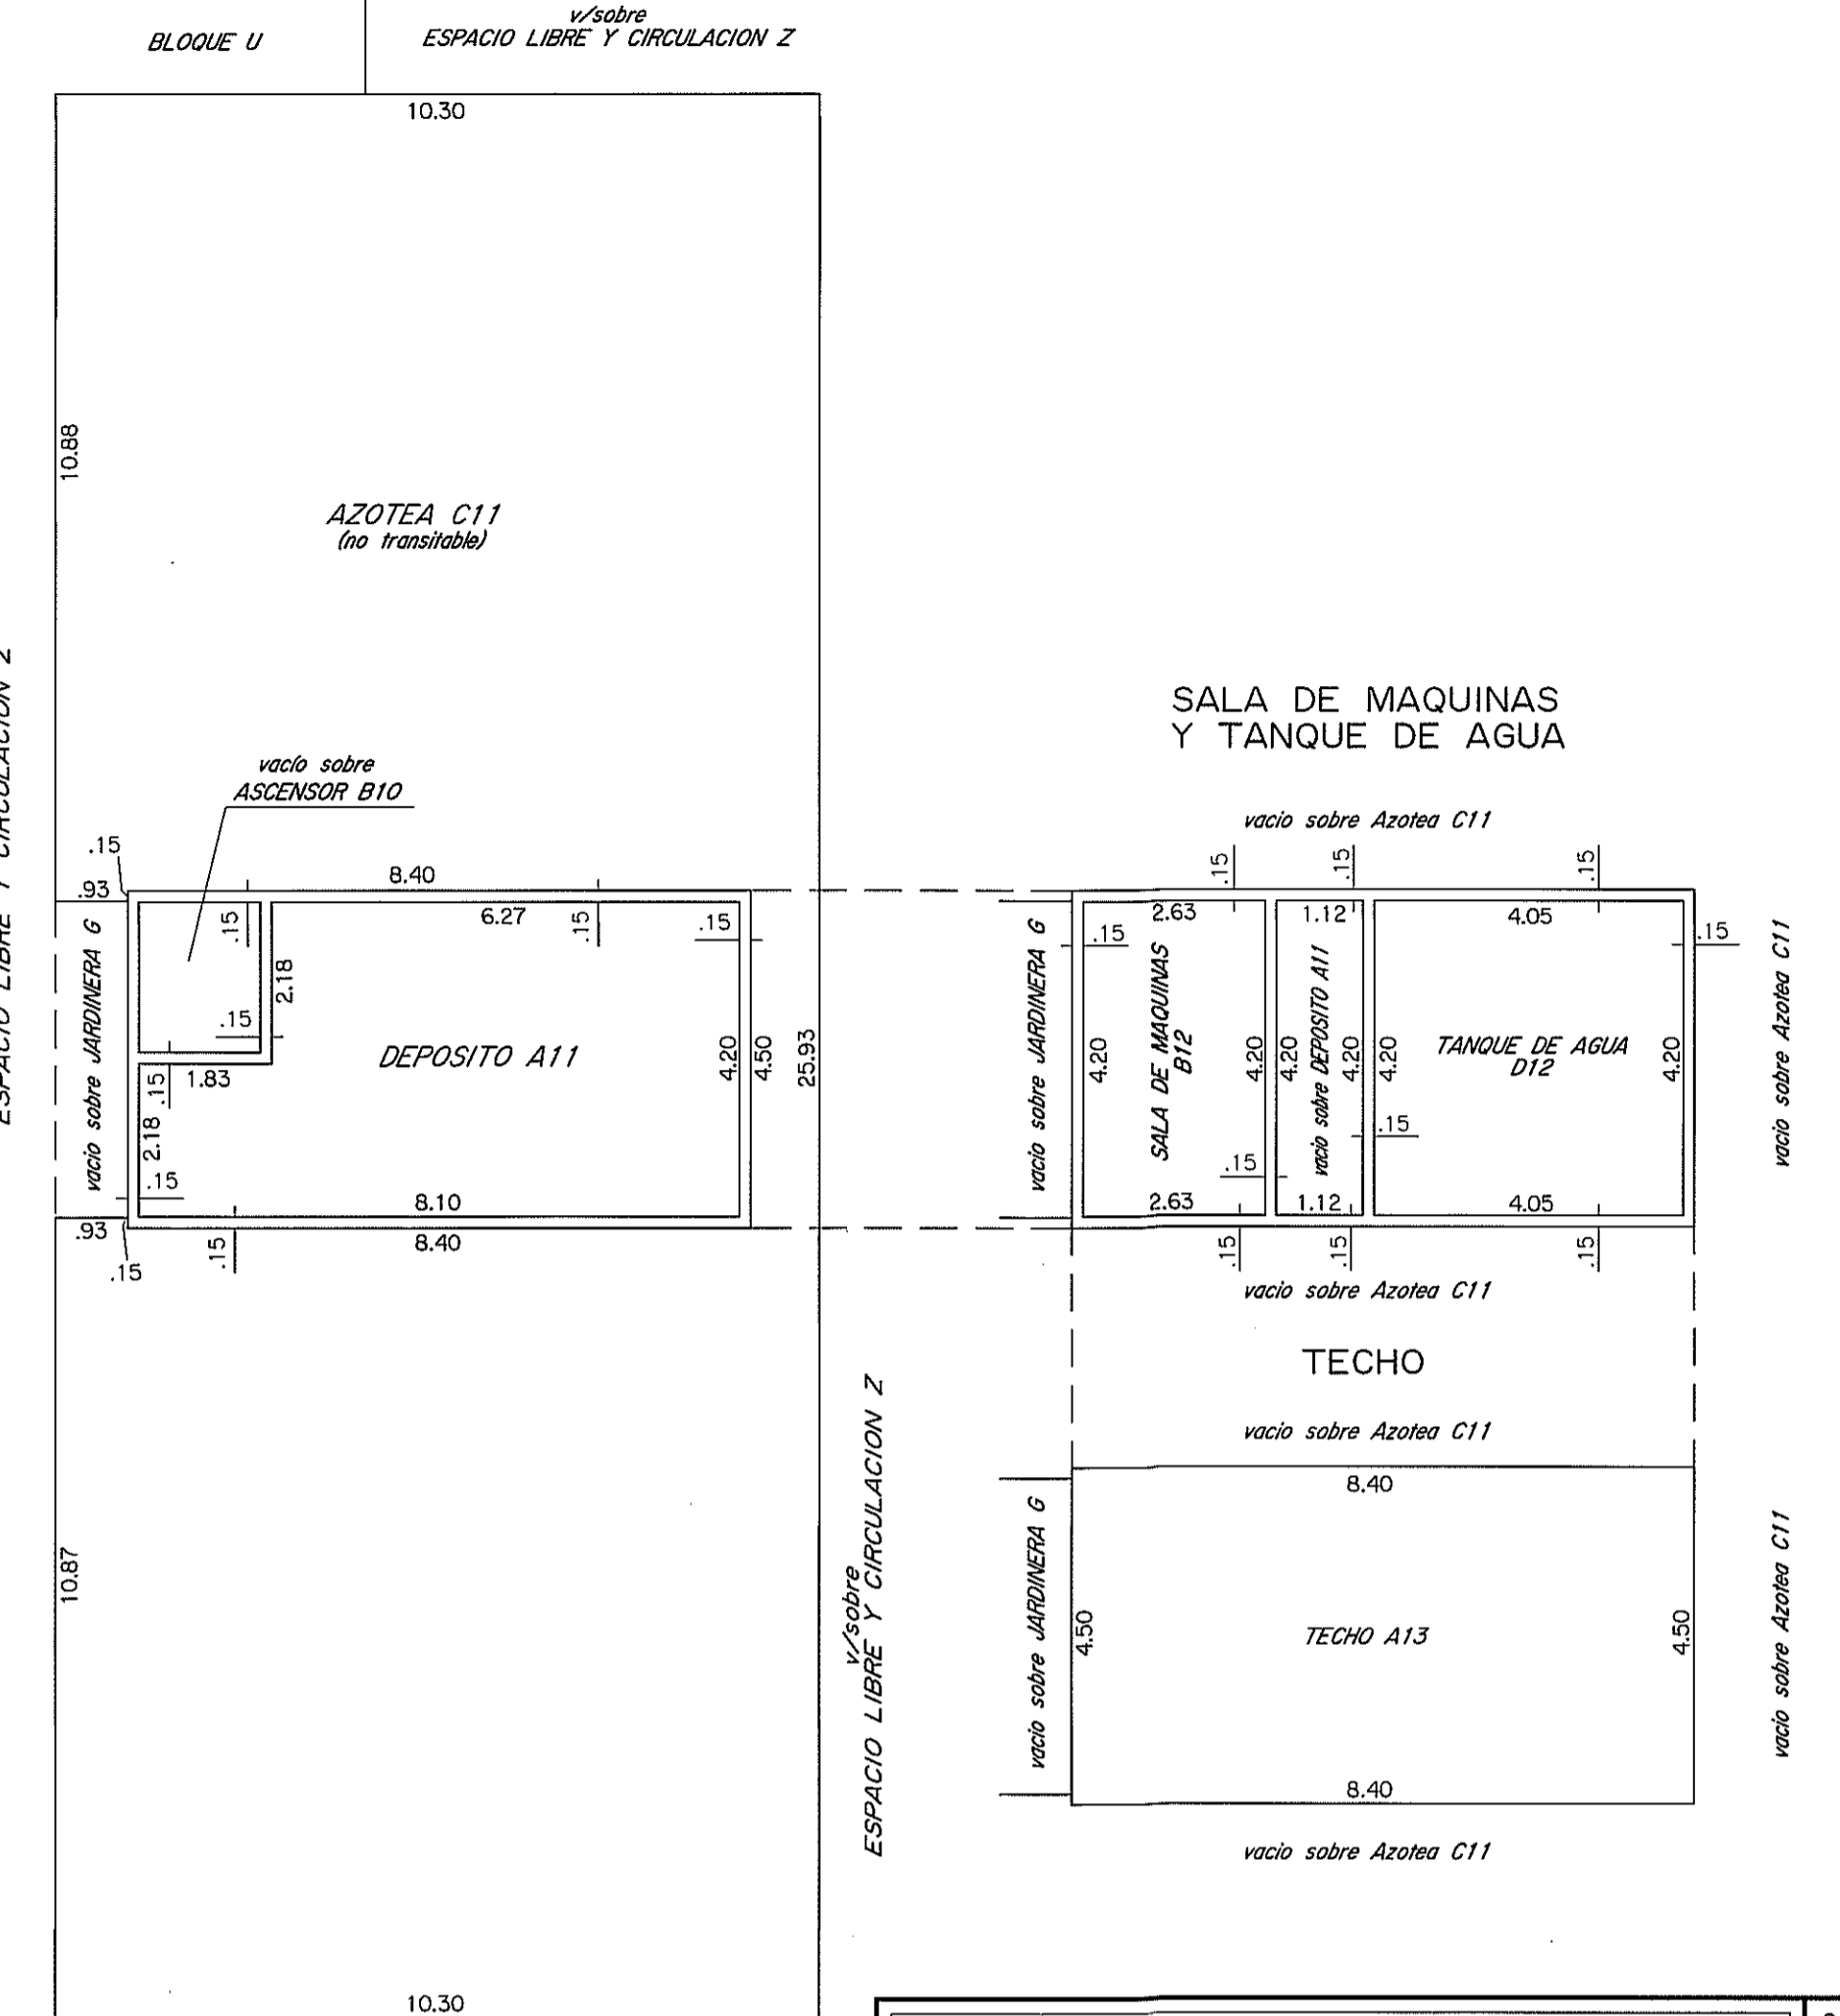 BLOQUE U
v/sobre
ESPACIO LIBRE Y CIRCULACION Z
10.30
10.88
AZOTEA C11
(no transitable)
ESPACIO LIBRE Y CIRCULACION Z
vacío sobre
ASCENSOR B10
.15
.93
8.40
.15
6.27
.15
.15
2.18
.15
vacio sobre JARDINERA G
DEPOSITO A11
4.20
4.50
25.93
1.83
.15
2.18
.15
8.10
.93
.15
.15
8.40
10.87
v/sobre
ESPACIO LIBRE Y CIRCULACION Z
10.30
SALA DE MAQUINAS
Y TANQUE DE AGUA
vacio sobre Azotea C11
.15
.15
.15
2.63
1.12
4.05
.15
.15
vacio sobre JARDINERA G
4.20
SALA DE MAQUINAS
B12
4.20
4.20
vacio sobre DEPOSITO A11
4.20
4.20
TANQUE DE AGUA
D12
4.20
vacio sobre Azotea C11
.15
.15
2.63
1.12
4.05
.15
.15
.15
vacio sobre Azotea C11
TECHO
vacio sobre Azotea C11
8.40
vacio sobre JARDINERA G
4.50
TECHO A13
4.50
vacio sobre Azotea C11
8.40
vacio sobre Azotea C11